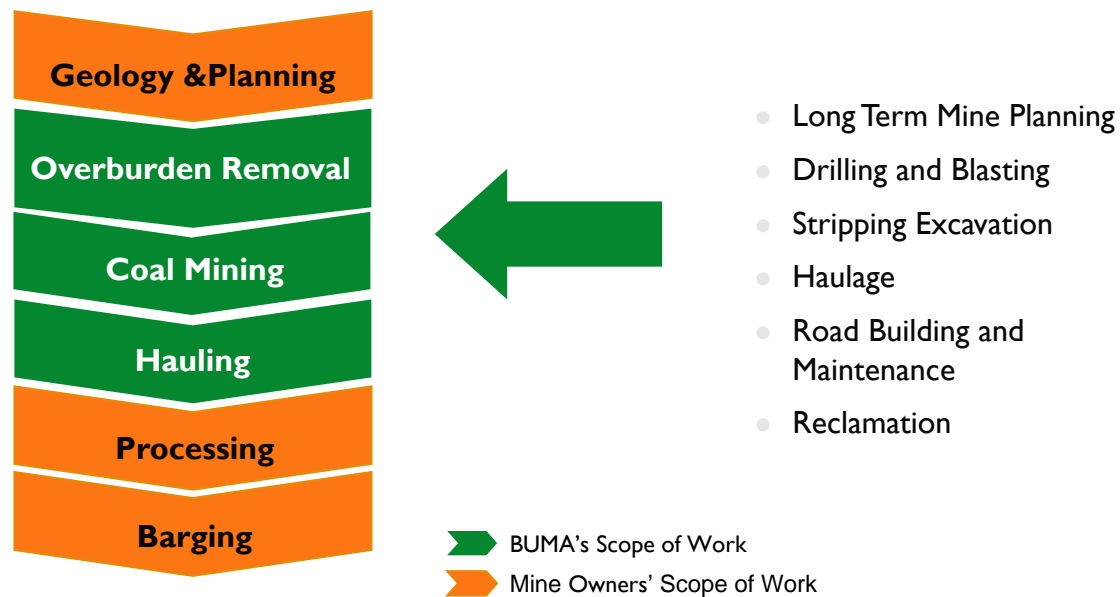 Geology &Planning
Overburden Removal
Coal Mining
Hauling
Processing
Barging
Long Term Mine Planning
Drilling and Blasting
Stripping Excavation
Haulage
Road Building and
Maintenance
Reclamation
BUMA's Scope of Work
Mine Owners' Scope of Work